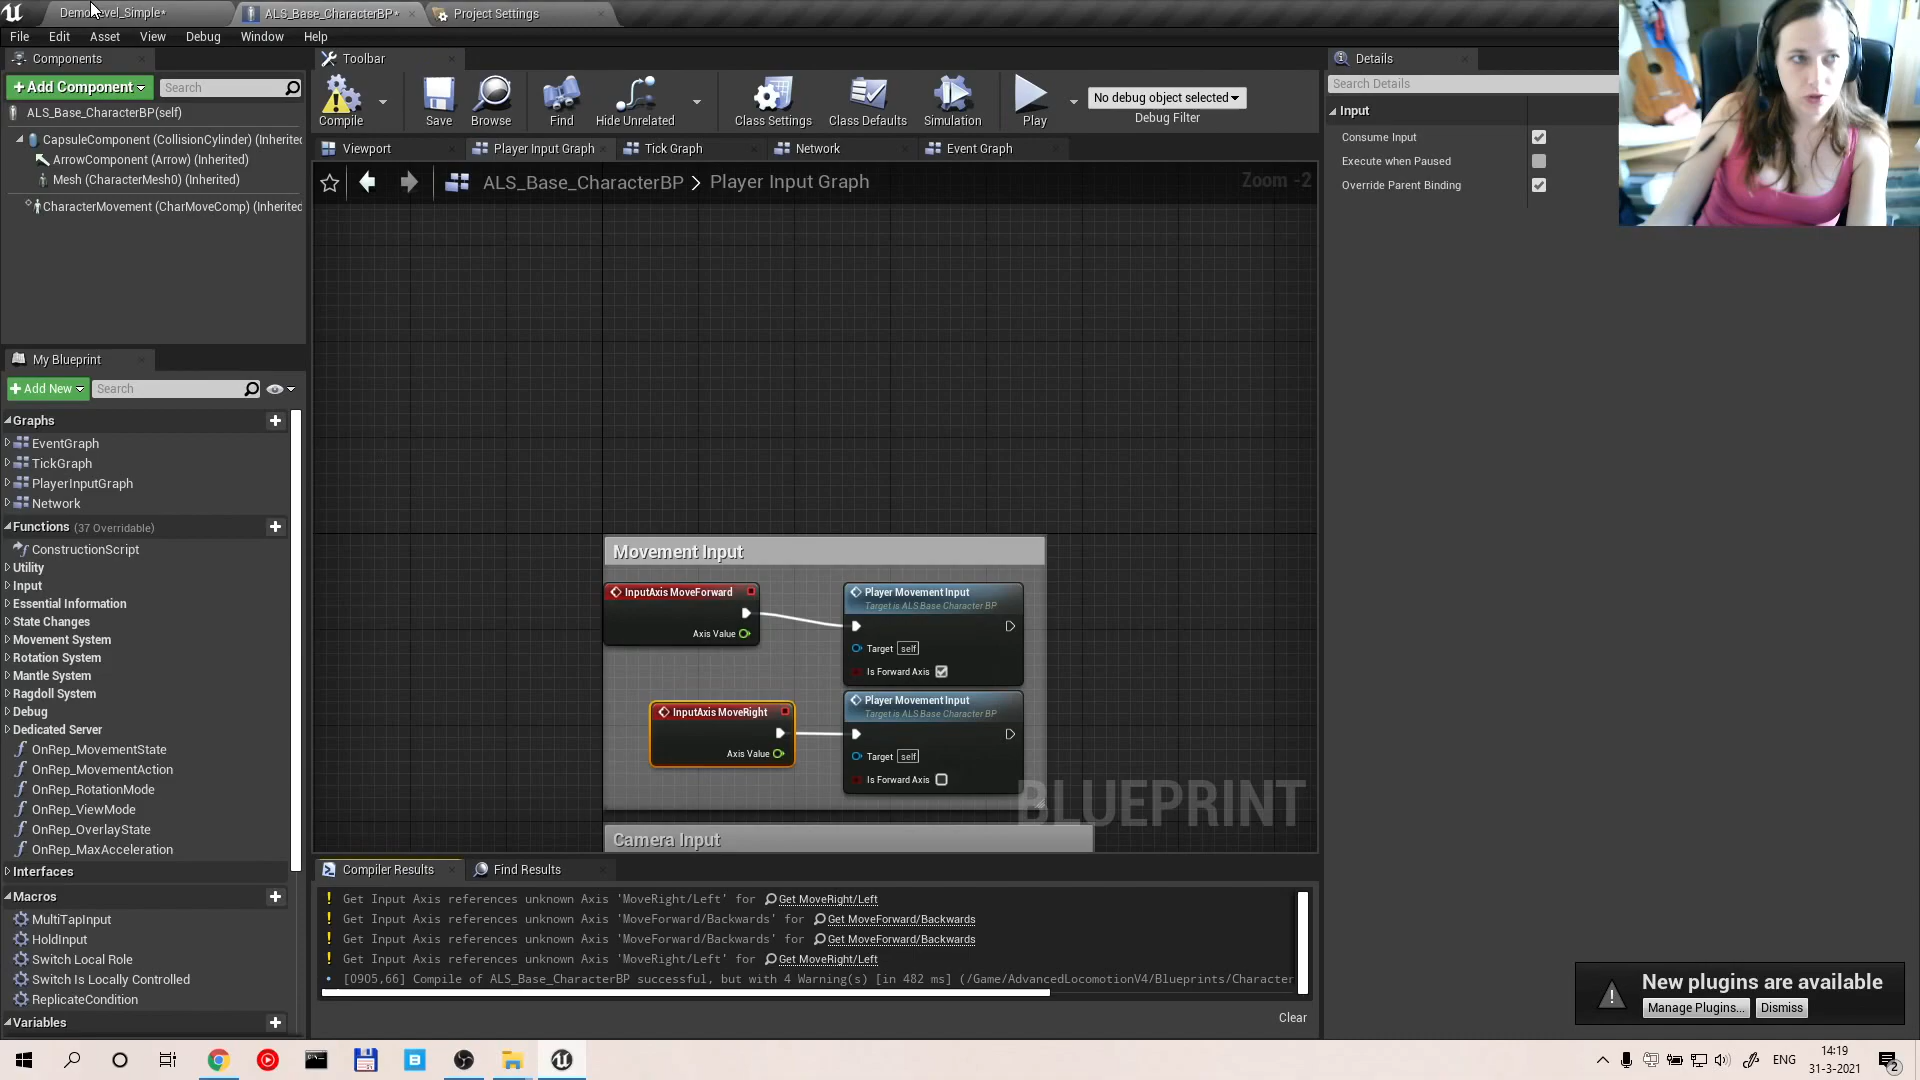 DemoLevel_Simple*
ALS_Base_CharacterBP*
Project Settings
File Edit Asset View Debug Window Help
Components
+Add Component
Search
ALS_Base_CharacterBP(self)
CapsuleComponent (CollisionCylinder) (Inherited
ArrowComponent (Arrow) (Inherited)
Mesh (CharacterMesh0) (Inherited)
CharacterMovement (CharMoveComp) (Inherited
My Blueprint
+Add New
Search
Graphs
EventGraph
TickGraph
PlayerInputGraph
Network
Functions (37 Overridable)
ConstructionScript
Utility
Input
Essential Information
State Changes
Movement System
Rotation System
Mantle System
Ragdoll System
Debug
Dedicated Server
OnRep_MovementState
OnRep_MovementAction
OnRep_RotationMode
OnRep_ViewMode
OnRep_OverlayState
OnRep_MaxAcceleration
Interfaces
Macros
MultiTapInput
HoldInput
Switch Local Role
Switch Is Locally Controlled
ReplicateCondition
Variables
Toolbar
Compile
Save
Browse
Find
Hide Unrelated
Class Settings
Class Defaults
Simulation
Play
No debug object selected
Debug Filter
Viewport
Player Input Graph
Tick Graph
Network
Event Graph
ALS_Base_CharacterBP > Player Input Graph
Zoom -2
Movement Input
InputAxis MoveForward
Axis Value
Player Movement Input
Target is ALS Base Character BP
Target self
Is Forward Axis
InputAxis MoveRight
Axis Value
Player Movement Input
Target is ALS Base Character BP
Target self
Is Forward Axis
BLUEPRINT
Camera Input
Compiler Results
Find Results
! Get Input Axis references unknown Axis 'MoveRight/Left' for Get MoveRight/Left
! Get Input Axis references unknown Axis 'MoveForward/Backwards' for Get MoveForward/Backwards
! Get Input Axis references unknown Axis 'MoveForward/Backwards' for Get MoveForward/Backwards
! Get Input Axis references unknown Axis 'MoveRight/Left' for Get MoveRight/Left
• [0905,66] Compile of ALS_Base_CharacterBP successful, but with 4 Warning(s) [in 482 ms] (/Game/AdvancedLocomotionV4/Blueprints/Character
Clear
Details
Search Details
Input
Consume Input
Execute when Paused
Override Parent Binding
New plugins are available
Manage Plugins...
Dismiss
ENG
14:19
31-3-2021
2